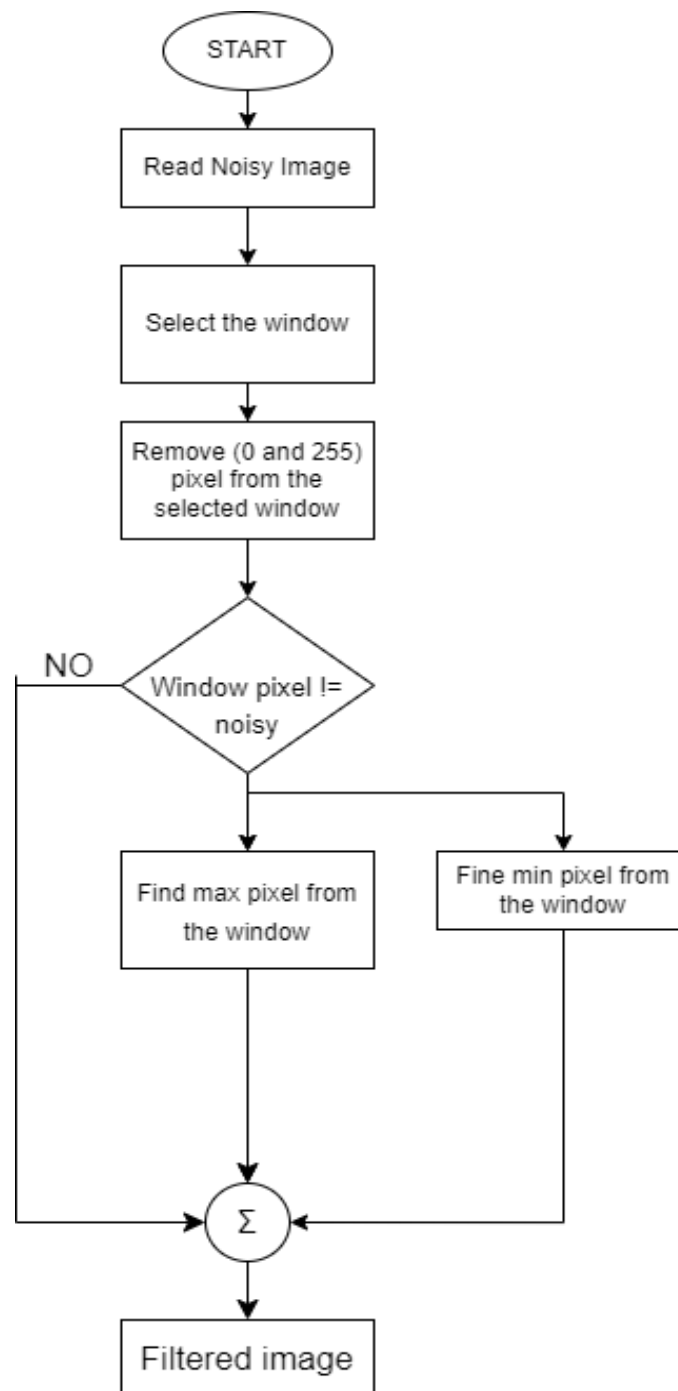 START
Read Noisy Image
Select the window
Remove (0 and 255)
pixel from the
selected window
NO
Window pixel !=
noisy
Find max pixel from
the window
Fine min pixel from
the window
Σ
Filtered image